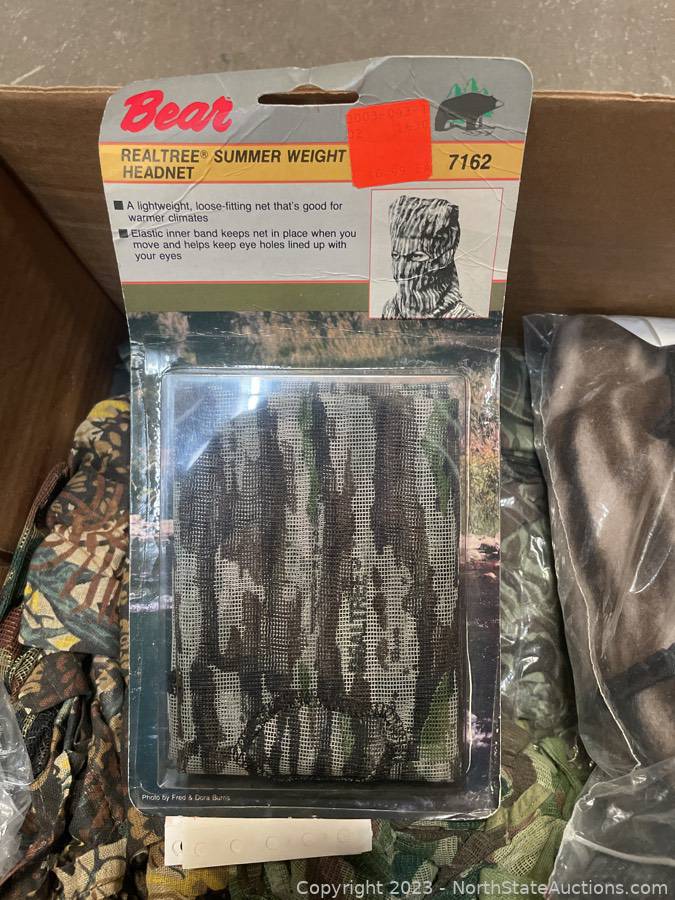 Bear
REALTREE® SUMMER WEIGHT
HEADNET
7162
A lightweight, loose-fitting net that's good for
warmer climates
Elastic inner band keeps net in place when you
move and helps keep eye holes lined up with
your eyes
REALTREE®
Photo by Fred & Dora Burris
Copyright 2023 - NorthStateAuctions.com